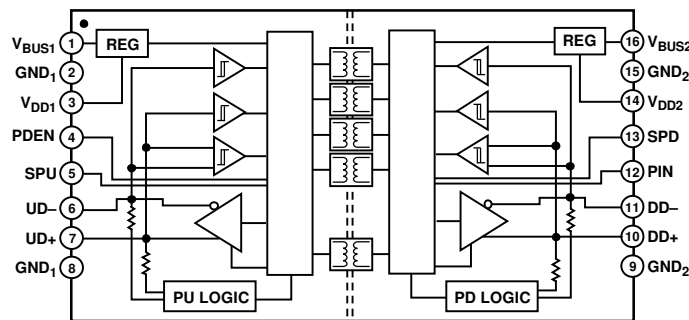 VBUS1 1 REG REG 16 VBUS2
GND1 2 15 GND2
VDD1 3 14 VDD2
PDEN 4 13 SPD
SPU 5 12 PIN
UD– 6 11 DD–
UD+ 7 10 DD+
GND1 8 9 GND2
PU LOGIC PD LOGIC